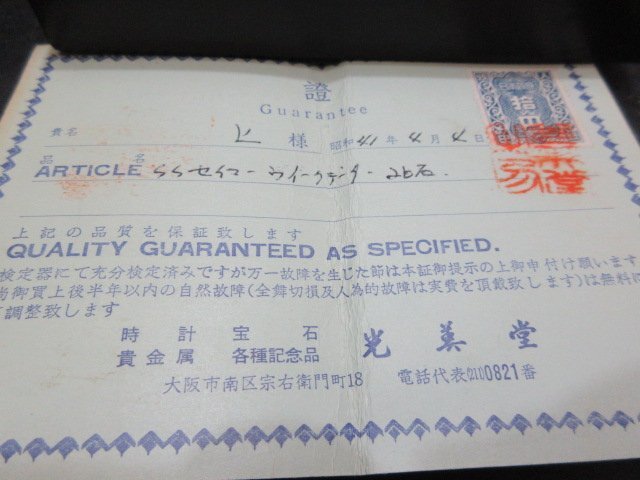 證
Guarantee
拾円
貴名 上 様 昭和41年4月4日
品名
ARTICLE SSセイコー ウイークデーター 26石.
上記の品質を保証致します
QUALITY GUARANTEED AS SPECIFIED.
検定器にて充分検定済みですが万一故障を生じた節は本証御提示の上御申付け願います
尚御買上後半年以内の自然故障(全舞切損及人為的故障は実費を頂戴致します)は無料に
調整致します
時計 宝石
貴金属 各種記念品 光美堂
大阪市南区宗右衛門町18 電話代表(211)0821番